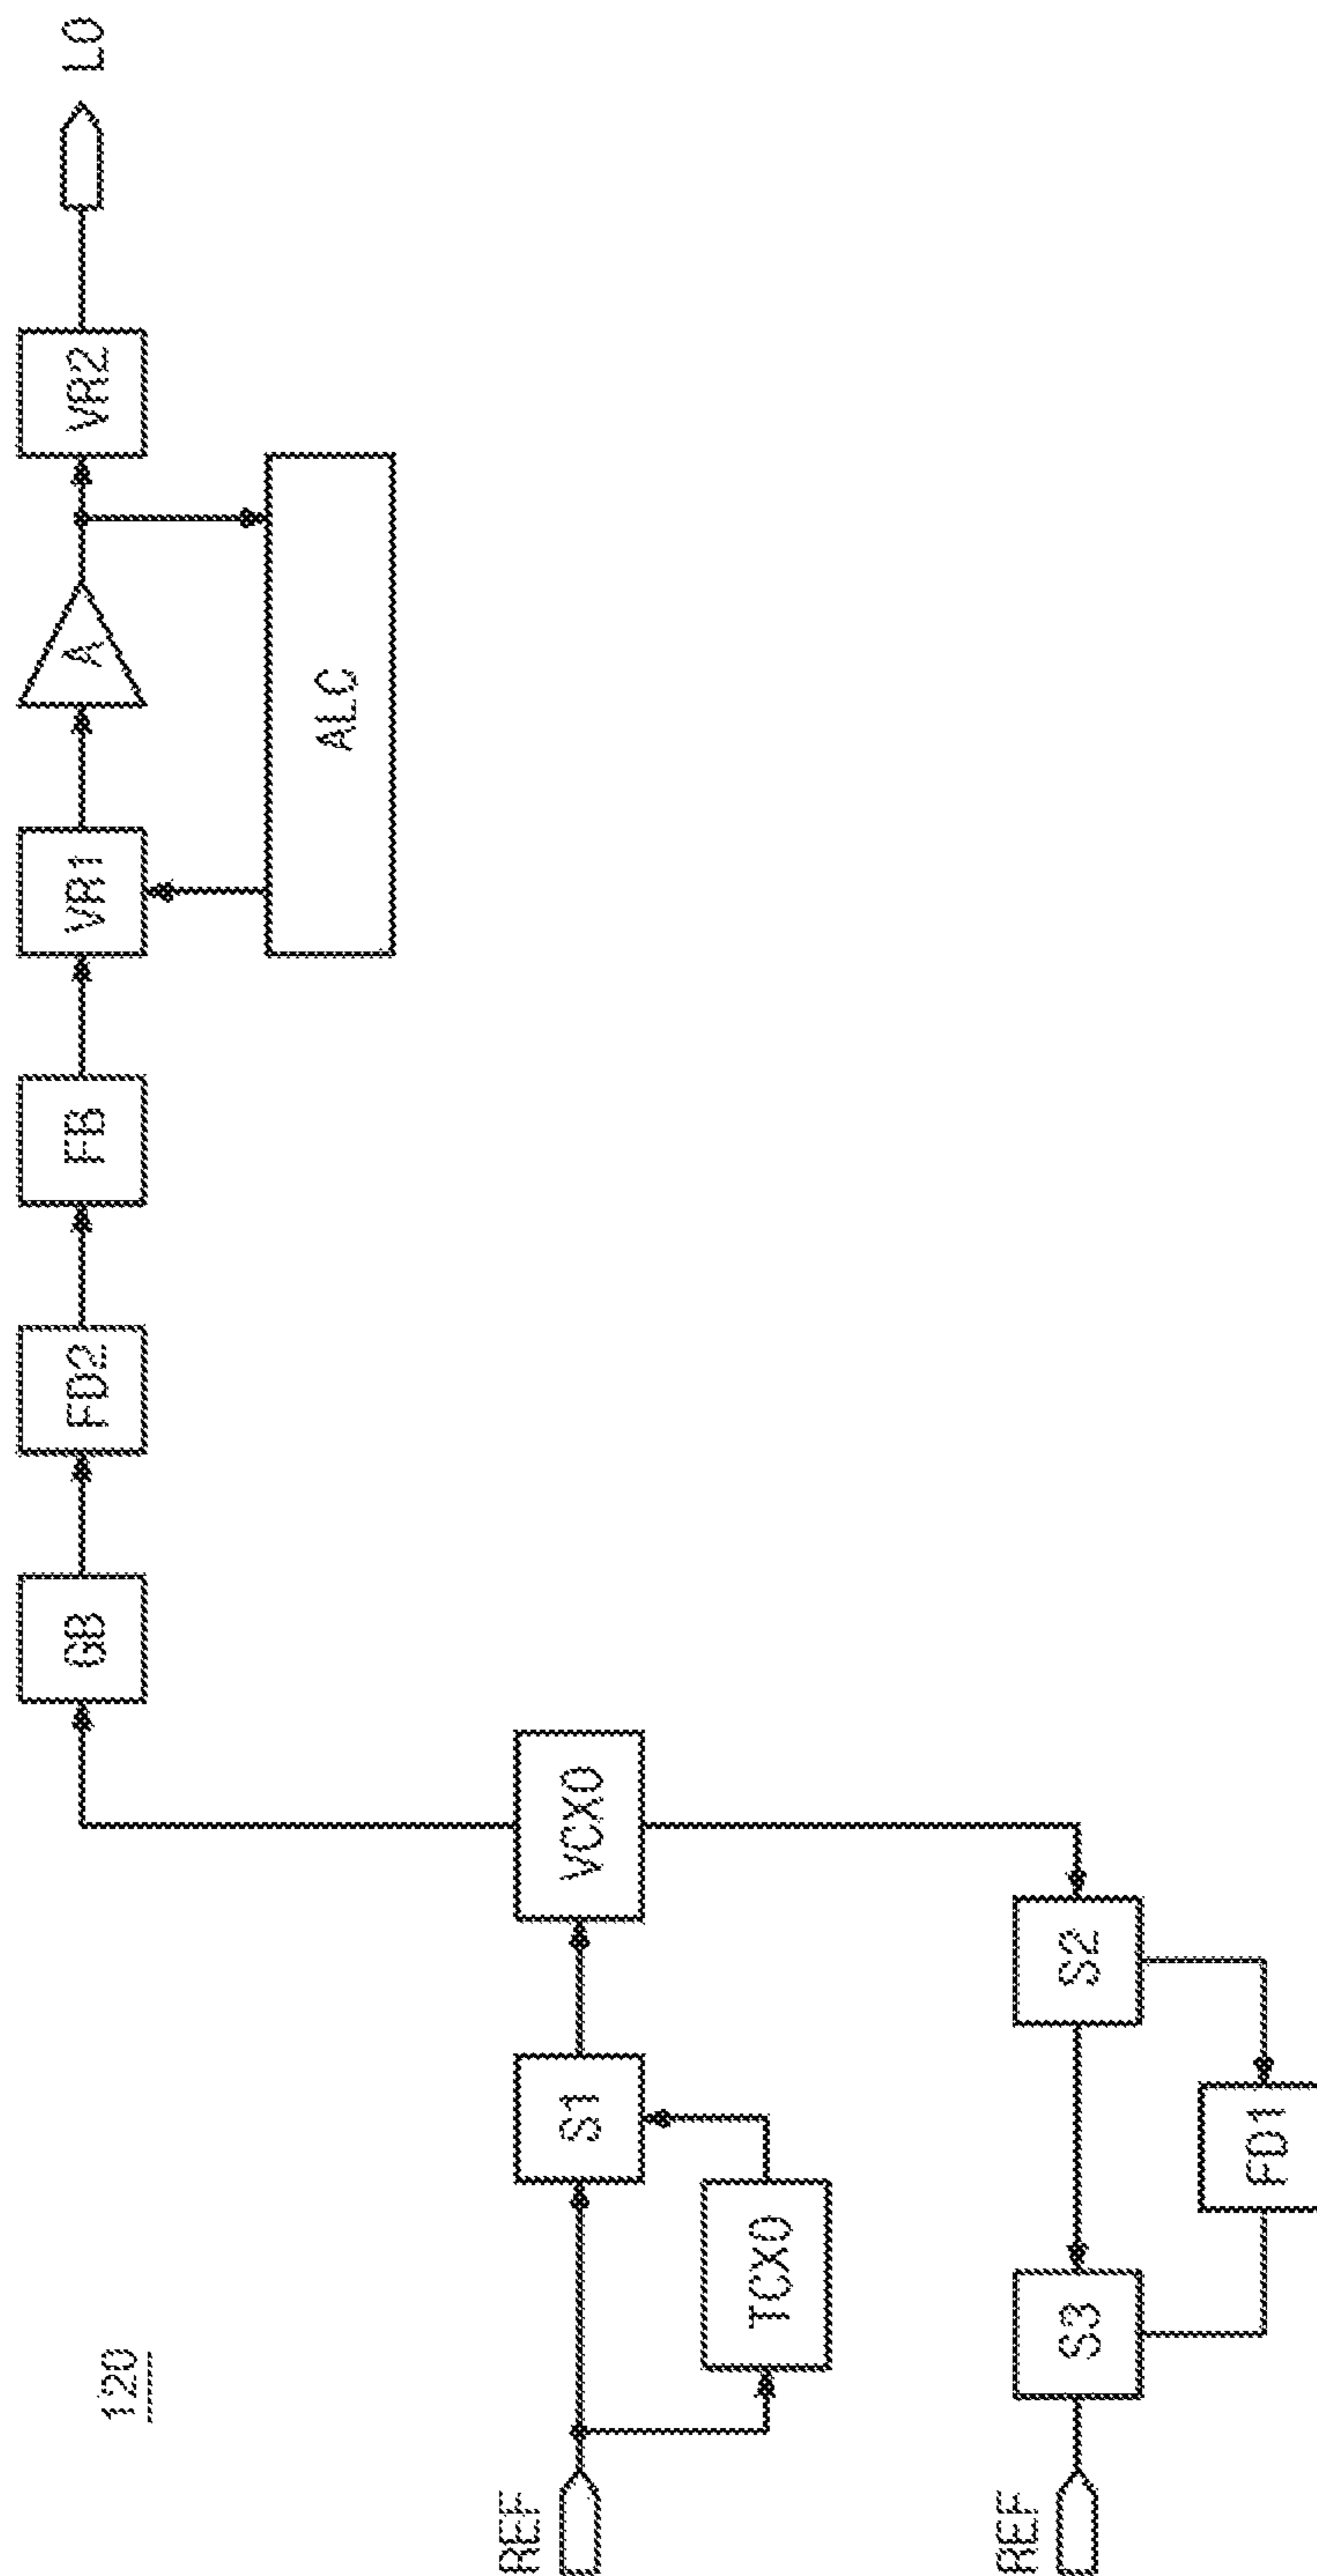 120
GB
FD2
FB
VR1
A
VR2
LO
ALC
REF
S1
VCXO
TCXO
REF
S3
S2
FD1